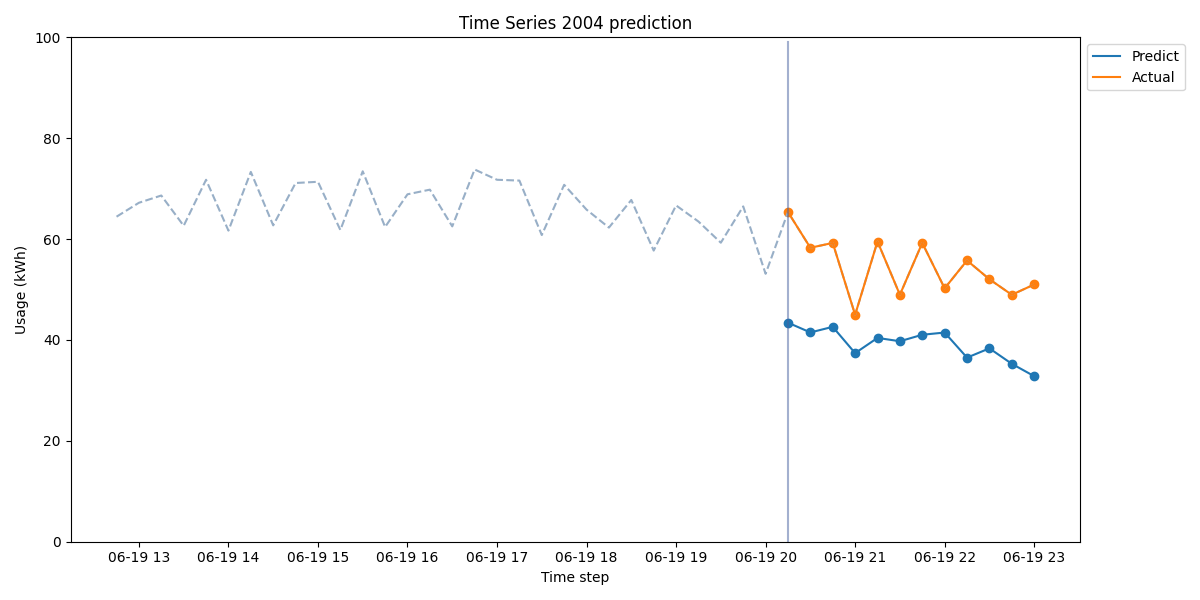 Time Series 2004 prediction
100
80
60
40
20
0
Usage (kWh)
06-19 13 06-19 14 06-19 15 06-19 16 06-19 17 06-19 18 06-19 19 06-19 20 06-19 21 06-19 22 06-19 23
Time step
Predict
Actual